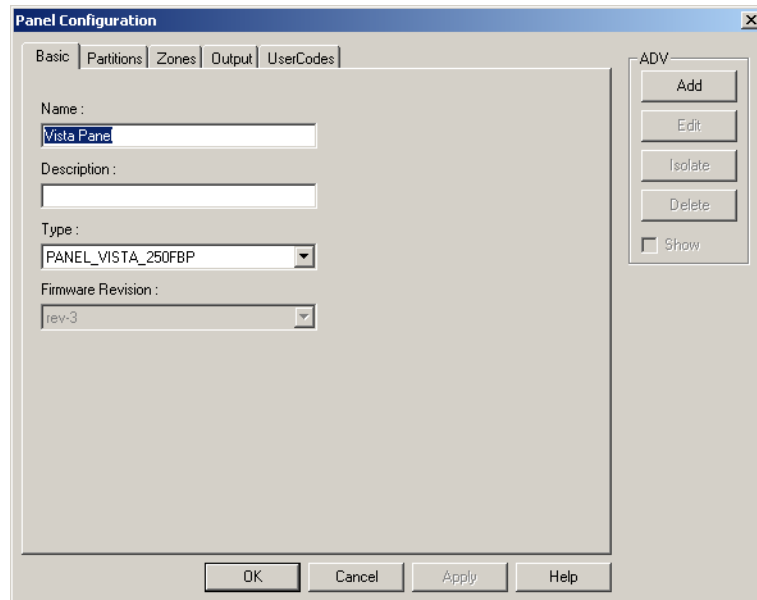 Panel Configuration
Basic Partitions Zones Output UserCodes
Name :
Vista Panel
Description :
Type :
PANEL_VISTA_250FBP
Firmware Revision :
rev-3
ADV
Add
Edit
Isolate
Delete
Show
OK Cancel Apply Help